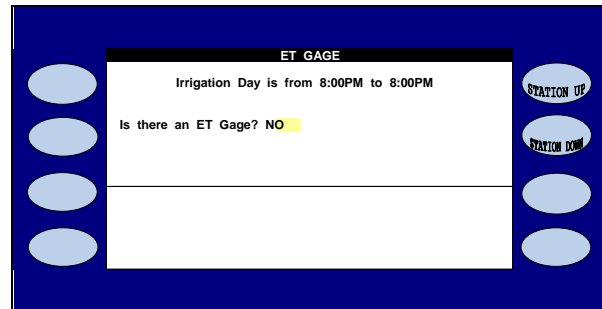 ET GAGE
Irrigation Day is from 8:00PM to 8:00PM
STATION UP
Is there an ET Gage? NO
STATION DOWN